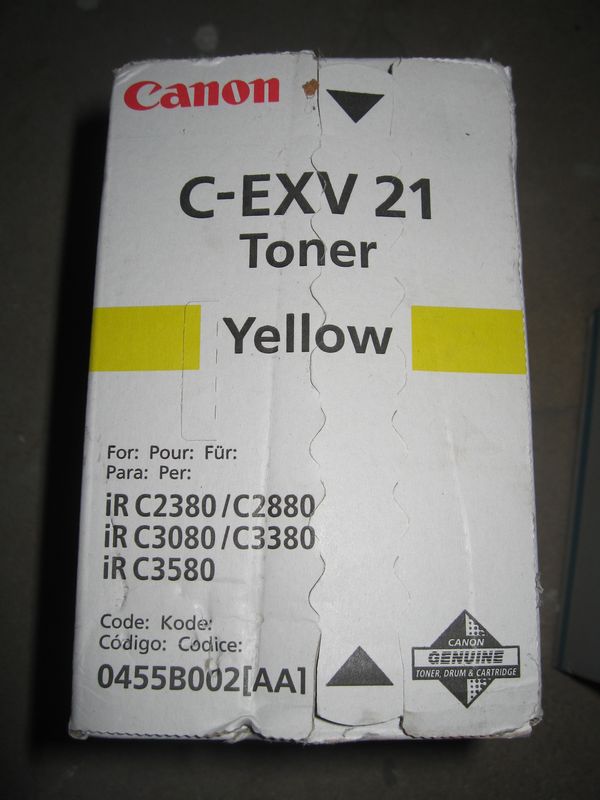 Canon
C-EXV 21
Toner
Yellow
For: Pour: Für:
Para: Per:
iR C2380 / C2880
iR C3080 / C3380
iR C3580
Code: Kode:
Código: Codice:
0455B002[AA]
CANON
GENUINE
TONER, DRUM & CARTRIDGE